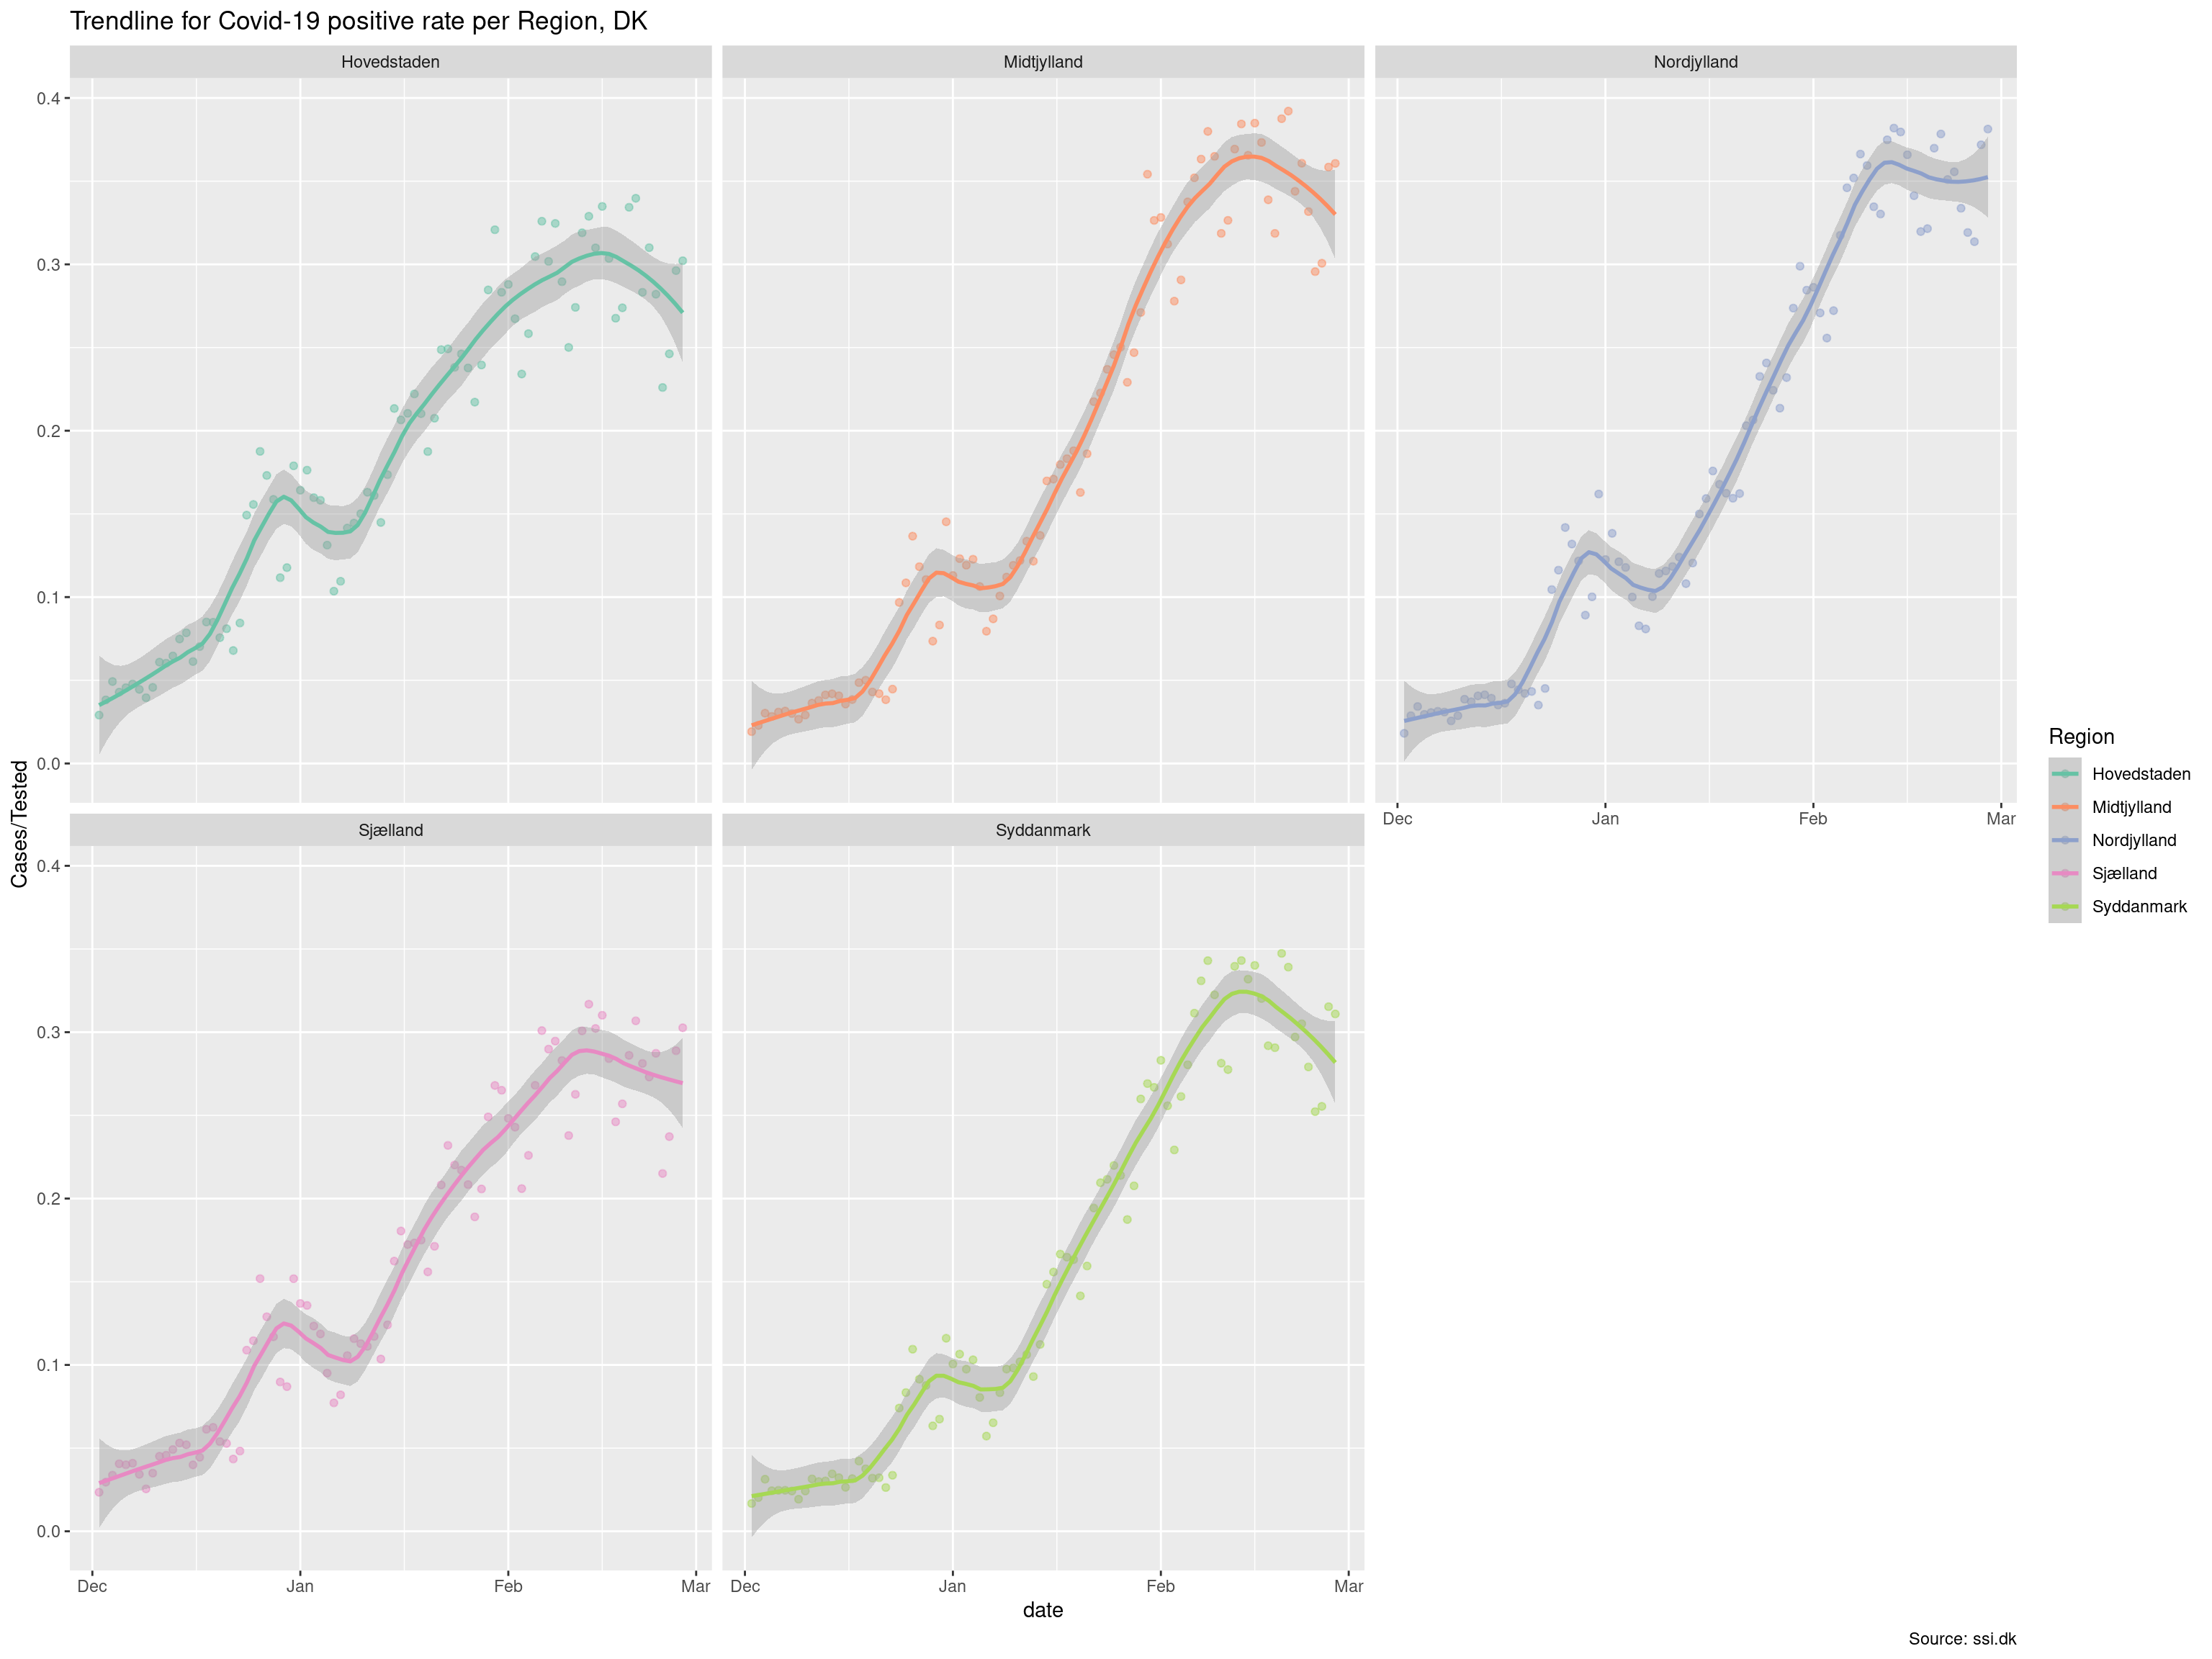 Trendline for Covid-19 positive rate per Region, DK
Hovedstaden
Midtjylland
Nordjylland
0.4
0.3
0.2
0.1
0.0
Dec Jan Feb Mar
Sjælland
Syddanmark
0.4
0.3
0.2
0.1
0.0
Dec Jan Feb Mar
Dec Jan Feb Mar
Cases/Tested
date
Region
Hovedstaden
Midtjylland
Nordjylland
Sjælland
Syddanmark
Source: ssi.dk